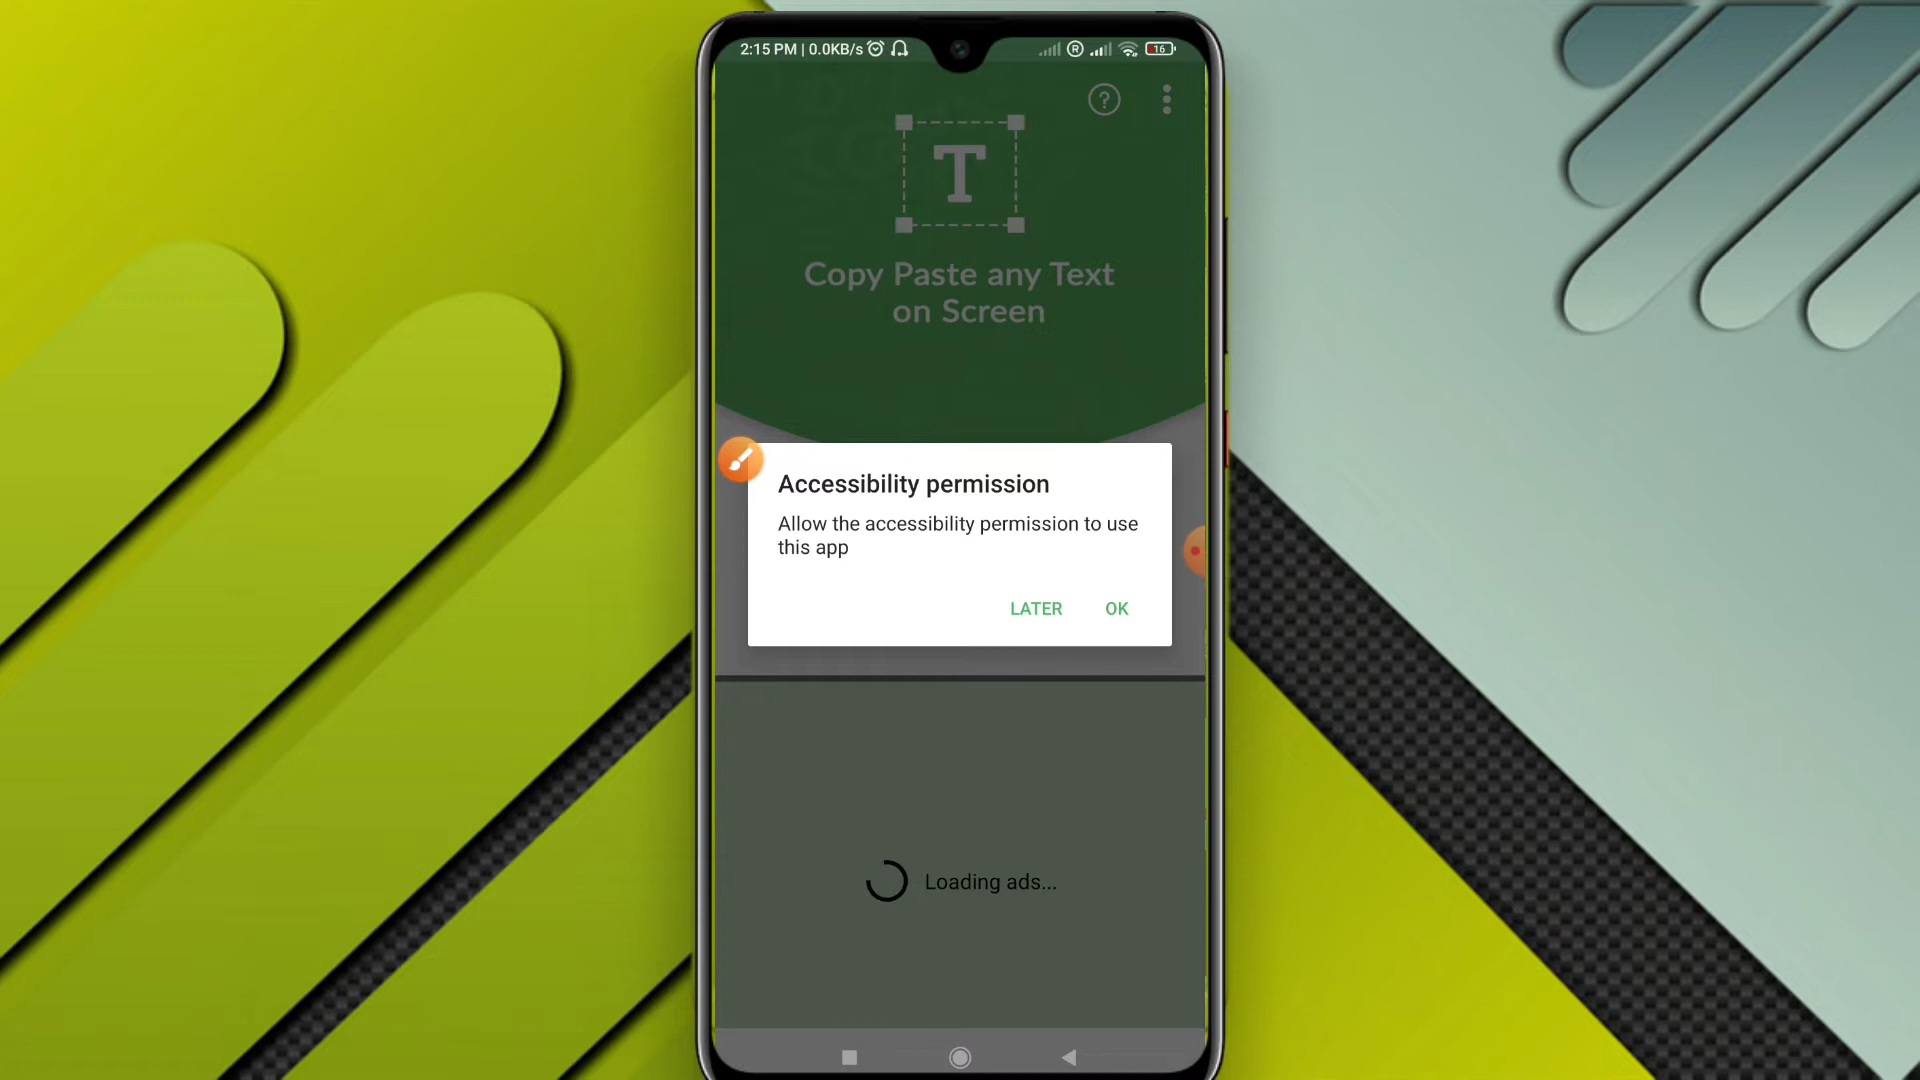 2:15 PM | 0.0KB/s
R
16
?
T
Copy Paste any Text
on Screen
Accessibility permission
Allow the accessibility permission to use
this app
LATER OK
Loading ads...